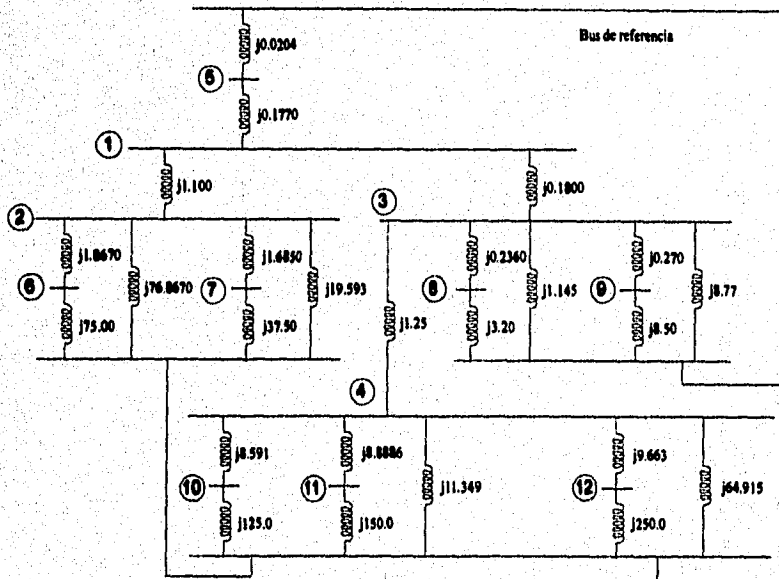 Bus de referencia
j0.0204
5
j0.1770
1
j1.100
j0.1800
2
3
j1.8670
j76.8670
j1.6850
j19.593
6
7
j75.00
j37.50
j0.2360
j0.270
j1.25
8
j1.145
9
j8.77
j3.20
j8.50
4
j8.591
j8.8886
j11.349
j9.663
j64.915
10
11
12
j125.0
j150.0
j250.0